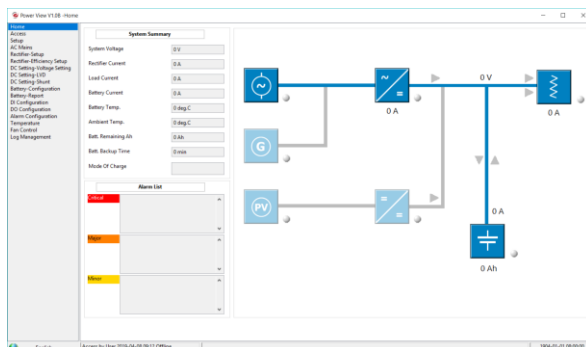 Power View V1.0B -Home
Home
Access
Setup
AC Mains
Rectifier-Setup
Rectifier-Efficiency Setup
DC Setting-Voltage Setting
DC Setting-LVD
DC Setting-Shunt
Battery-Configuration
Battery-Report
DI Configuration
DO Configuration
Alarm Configuration
Temperature
Fan Control
Log Management
System Summary
System Voltage 0 V
Rectifier Current 0 A
Load Current 0 A
Battery Current 0 A
Battery Temp. 0 deg.C
Ambient Temp. 0 deg.C
Batt. Remaining Ah 0 Ah
Batt. Backup Time 0 min
Mode Of Charge
Alarm List
Critical
Major
Minor
0 V
0 A
0 A
G
PV
0 A
0 Ah